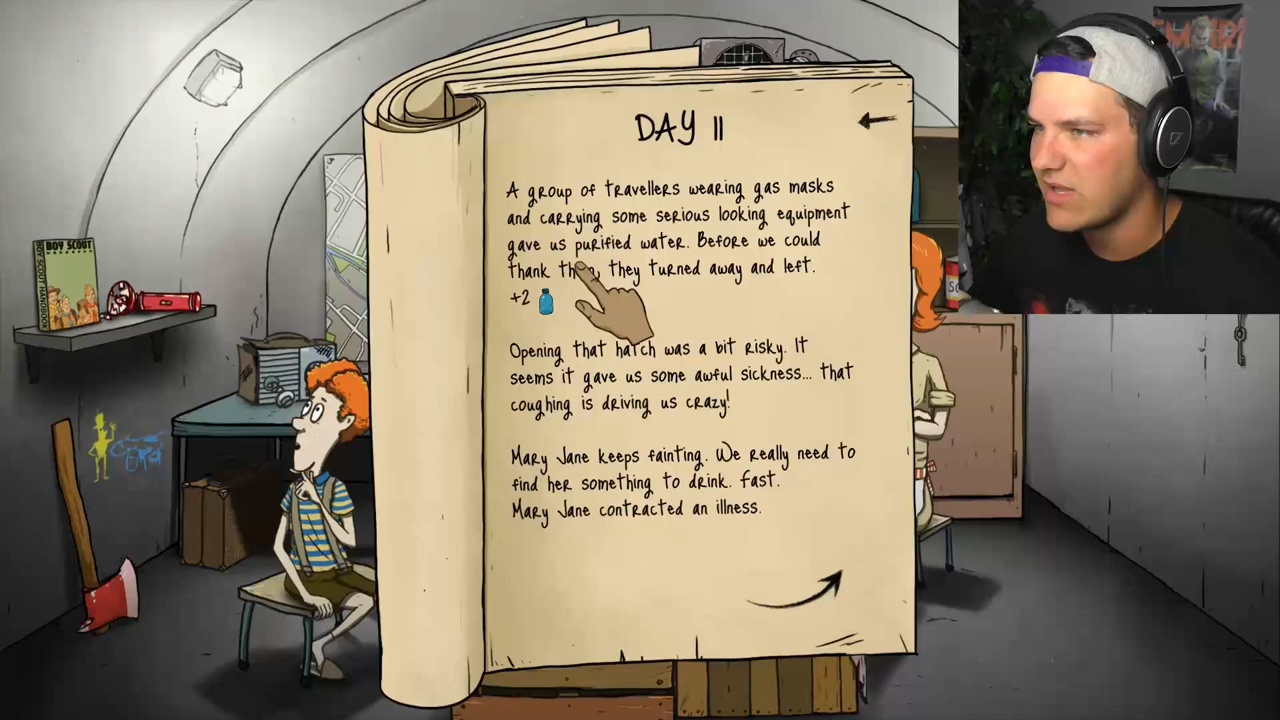 DAY 11
A group of travellers wearing gas masks
and carrying some serious looking equipment
gave us purified water. Before we could
thank they turned away and left.
+2
Opening that hatch was a bit risky. It
seems it gave us some awful sickness... that
coughing is driving us crazy!
Mary Jane keeps fainting. We really need to
find her something to drink. Fast.
Mary Jane contracted an illness.
BOY SCOUT
BOY SCOUT HANDBOOK